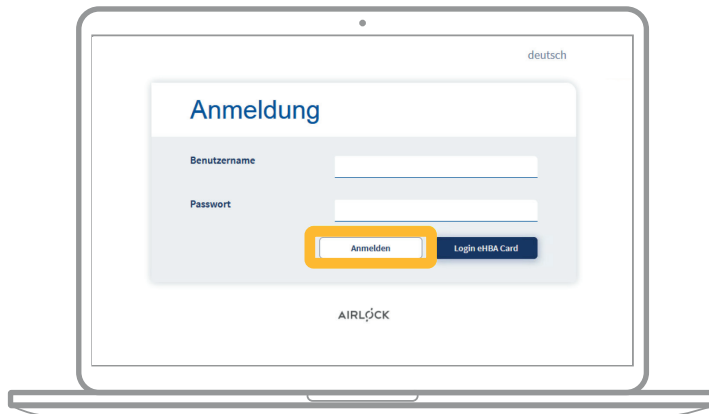 deutsch
Anmeldung
Benutzername
Passwort
Anmelden Login eHBA Card
AIRLOCK